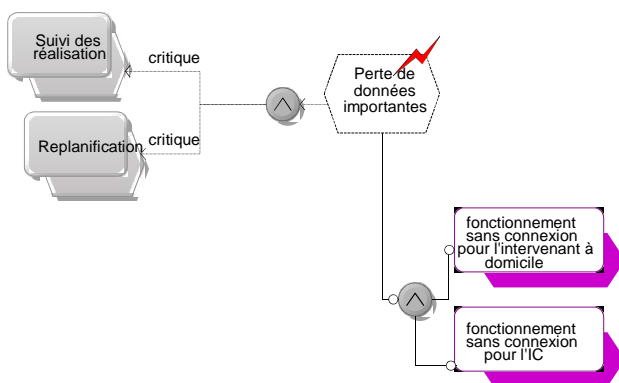 Suivi des
réalisation
critique
Perte de
données
importantes
Replanification
critique
fonctionnement
sans connexion
pour l'intervenant à
domicile
fonctionnement
sans connexion
pour l'IC